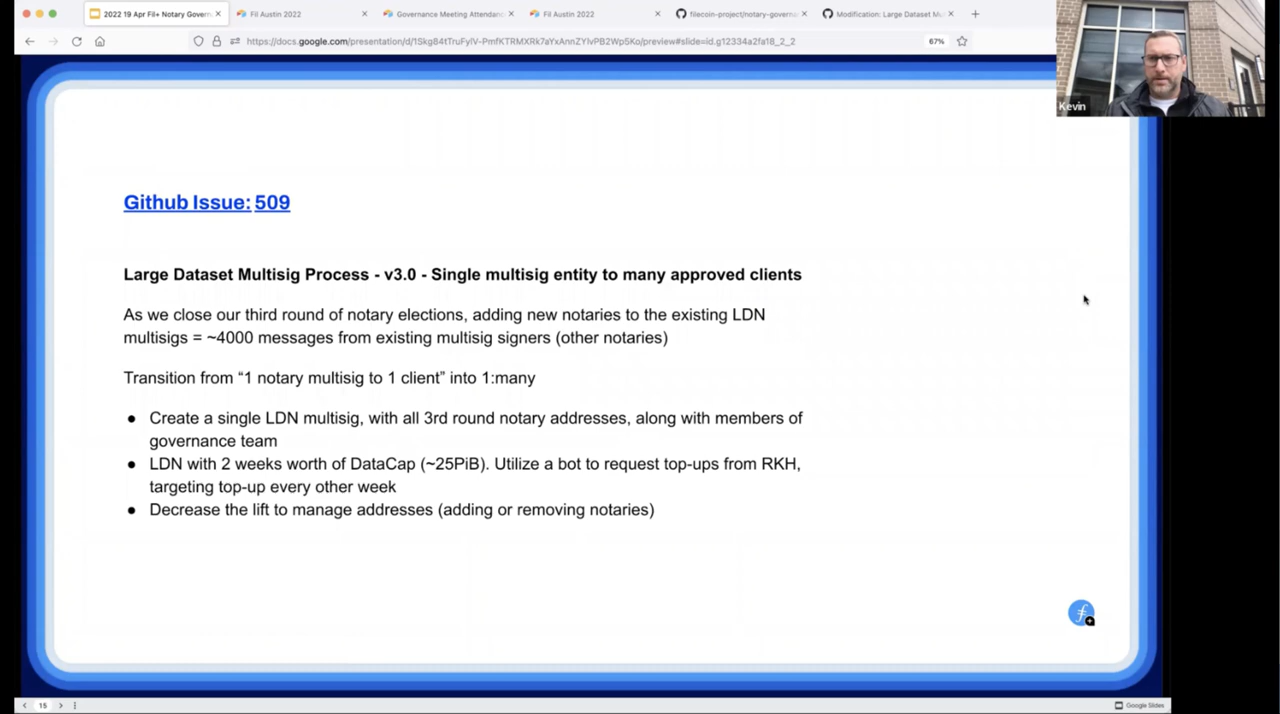 2022 19 Apr Fil+ Notary Govern
Fil Austin 2022
Governance Meeting Attendanc
Fil Austin 2022
filecoin-project/notary-governa
Modification: Large Dataset Mu
https://docs.google.com/presentation/d/1Skg84tTruFyIV-PmfKTRMXRk7aYxAnnZYIvPB2Wp5Ko/preview#slide=id.g12334a2fa18_2_2
67%
Kevin
Github Issue: 509
Large Dataset Multisig Process - v3.0 - Single multisig entity to many approved clients
As we close our third round of notary elections, adding new notaries to the existing LDN
multisigs = ~4000 messages from existing multisig signers (other notaries)
Transition from “1 notary multisig to 1 client” into 1:many
● Create a single LDN multisig, with all 3rd round notary addresses, along with members of
governance team
● LDN with 2 weeks worth of DataCap (~25PiB). Utilize a bot to request top-ups from RKH,
targeting top-up every other week
● Decrease the lift to manage addresses (adding or removing notaries)
15
Google Slides